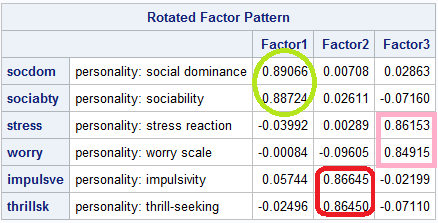 Rotated Factor Pattern
Factor1 Factor2 Factor3
socdom personality: social dominance 0.89066 0.00708 0.02863
sociabty personality: sociability 0.88724 0.02611 -0.07160
stress personality: stress reaction -0.03992 0.00289 0.86153
worry personality: worry scale -0.00084 -0.09605 0.84915
impulsve personality: impulsivity 0.05744 0.86645 -0.02199
thrillsk personality: thrill-seeking -0.02496 0.86450 -0.07110